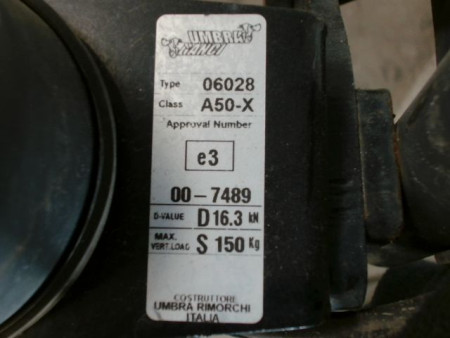 UMBRA
GANCI
Type 06028
Class A50-X
Approval Number
e3
00-7489
D-VALUE D 16.3 kN
MAX.
VERT.LOAD S 150 Kg
COSTRUTTORE
UMBRA RIMORCHI
ITALIA